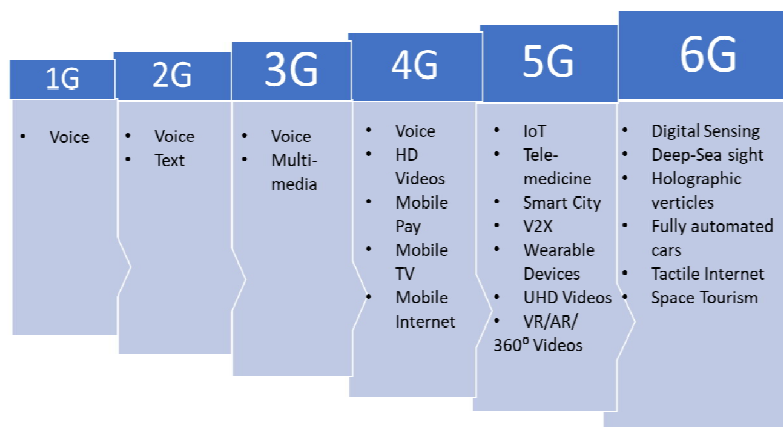 1G
• Voice
2G
• Voice
• Text
3G
• Voice
• Multi-
media
4G
• Voice
• HD
Videos
• Mobile
Pay
• Mobile
TV
• Mobile
Internet
5G
• IoT
• Tele-
medicine
• Smart City
• V2X
• Wearable
Devices
• UHD Videos
• VR/AR/
360⁰ Videos
6G
• Digital Sensing
• Deep-Sea sight
• Holographic
verticles
• Fully automated
cars
• Tactile Internet
• Space Tourism